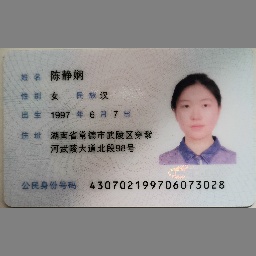 姓名 陈静娴
性别 女 民族 汉
出生 1997 年 6 月 7 日
住址 湖南省常德市武陵区穿紫
河武陵大道北段98号
公民身份号码 430702199706073028